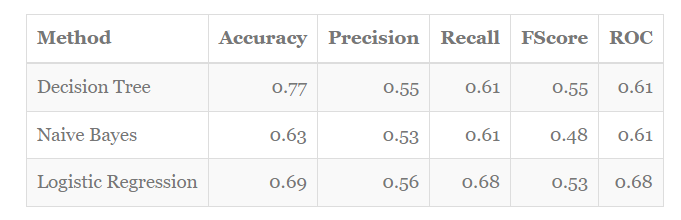 Method Accuracy Precision Recall FScore ROC
Decision Tree 0.77 0.55 0.61 0.55 0.61
Naive Bayes 0.63 0.53 0.61 0.48 0.61
Logistic Regression 0.69 0.56 0.68 0.53 0.68